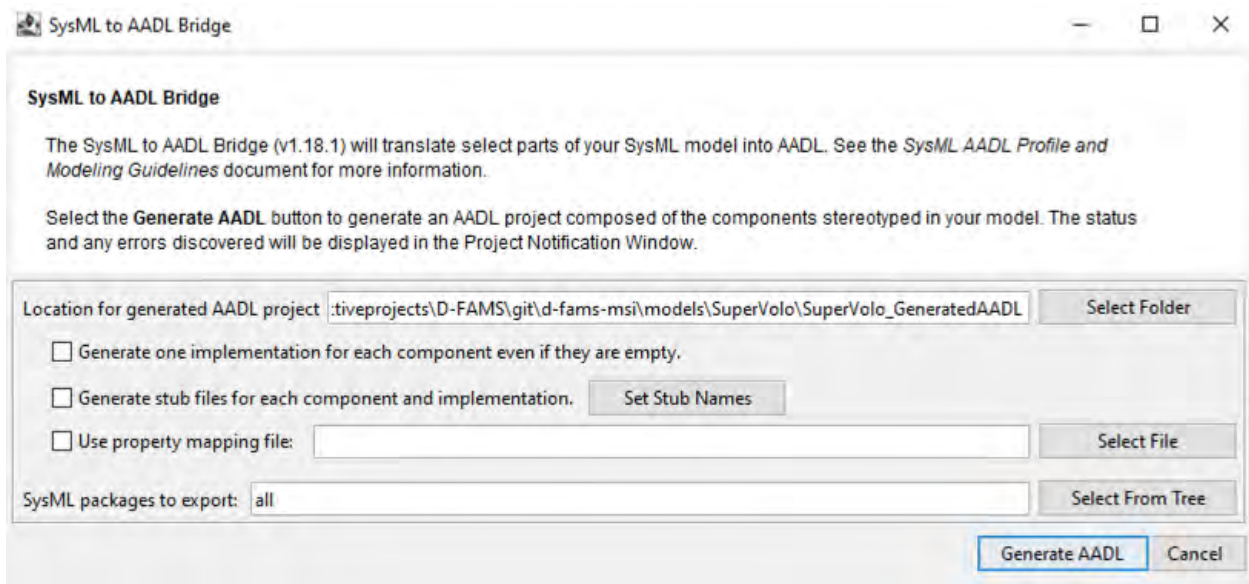 SysML to AADL Bridge
SysML to AADL Bridge
The SysML to AADL Bridge (v1.18.1) will translate select parts of your SysML model into AADL. See the SysML AADL Profile and
Modeling Guidelines document for more information.
Select the Generate AADL button to generate an AADL project composed of the components stereotyped in your model. The status
and any errors discovered will be displayed in the Project Notification Window.
Location for generated AADL project :tiveprojects\D-FAMS\git\d-fams-msi\models\SuperVolo\SuperVolo_GeneratedAADL Select Folder
Generate one implementation for each component even if they are empty.
Generate stub files for each component and implementation. Set Stub Names
Use property mapping file: Select File
SysML packages to export: all Select From Tree
Generate AADL Cancel